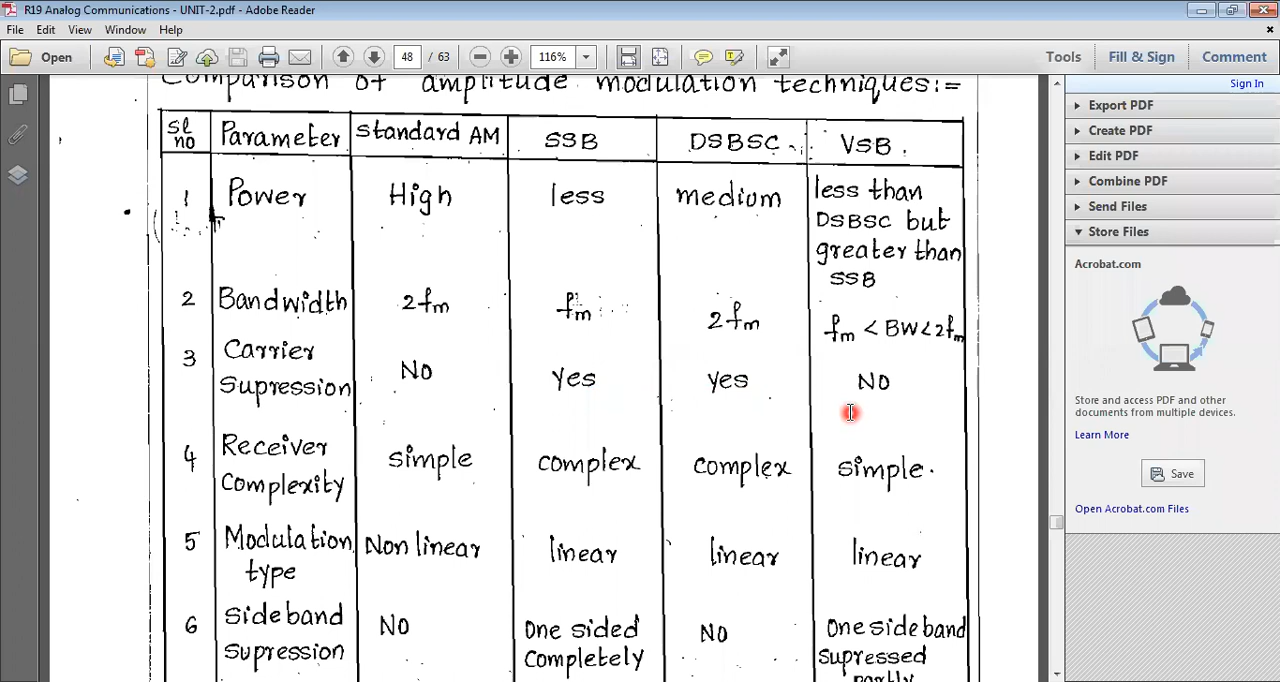 R19 Analog Communications - UNIT-2.pdf - Adobe Reader
File Edit View Window Help
Open 48 / 63 116% Tools Fill & Sign Comment
Sign In
Comparison of amplitude modulation techniques:=
Sl no Parameter Standard AM SSB DSBSC VSB
1 Power High less medium less than
DSBSC but
greater than
SSB
2 Bandwidth 2fm fm 2fm fm < BW < 2fm
3 Carrier
Supression NO Yes Yes NO
4 Receiver
Complexity simple complex complex simple.
5 Modulation
type Non linear linear linear linear
6 Sideband
supression NO One sided
Completely NO One sideband
supressed
partly
Export PDF
Create PDF
Edit PDF
Combine PDF
Send Files
Store Files
Acrobat.com
Store and access PDF and other
documents from multiple devices.
Learn More
Save
Open Acrobat.com Files